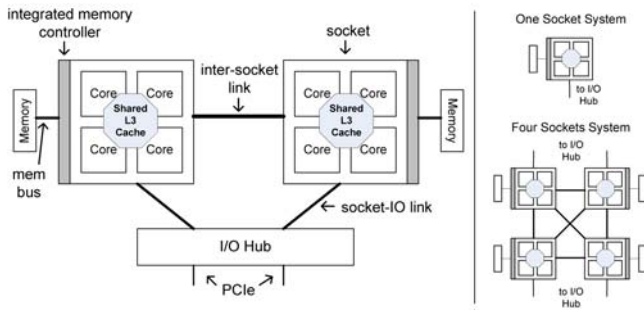 integrated memory
controller
socket
inter-socket
link
Memory
Core
Core
Shared
L3
Cache
Core
Core
Core
Core
Shared
L3
Cache
Core
Core
Memory
mem
bus
socket-IO link
I/O Hub
PCIe
One Socket System
to I/O
Hub
Four Sockets System
to I/O
Hub
to I/O
Hub